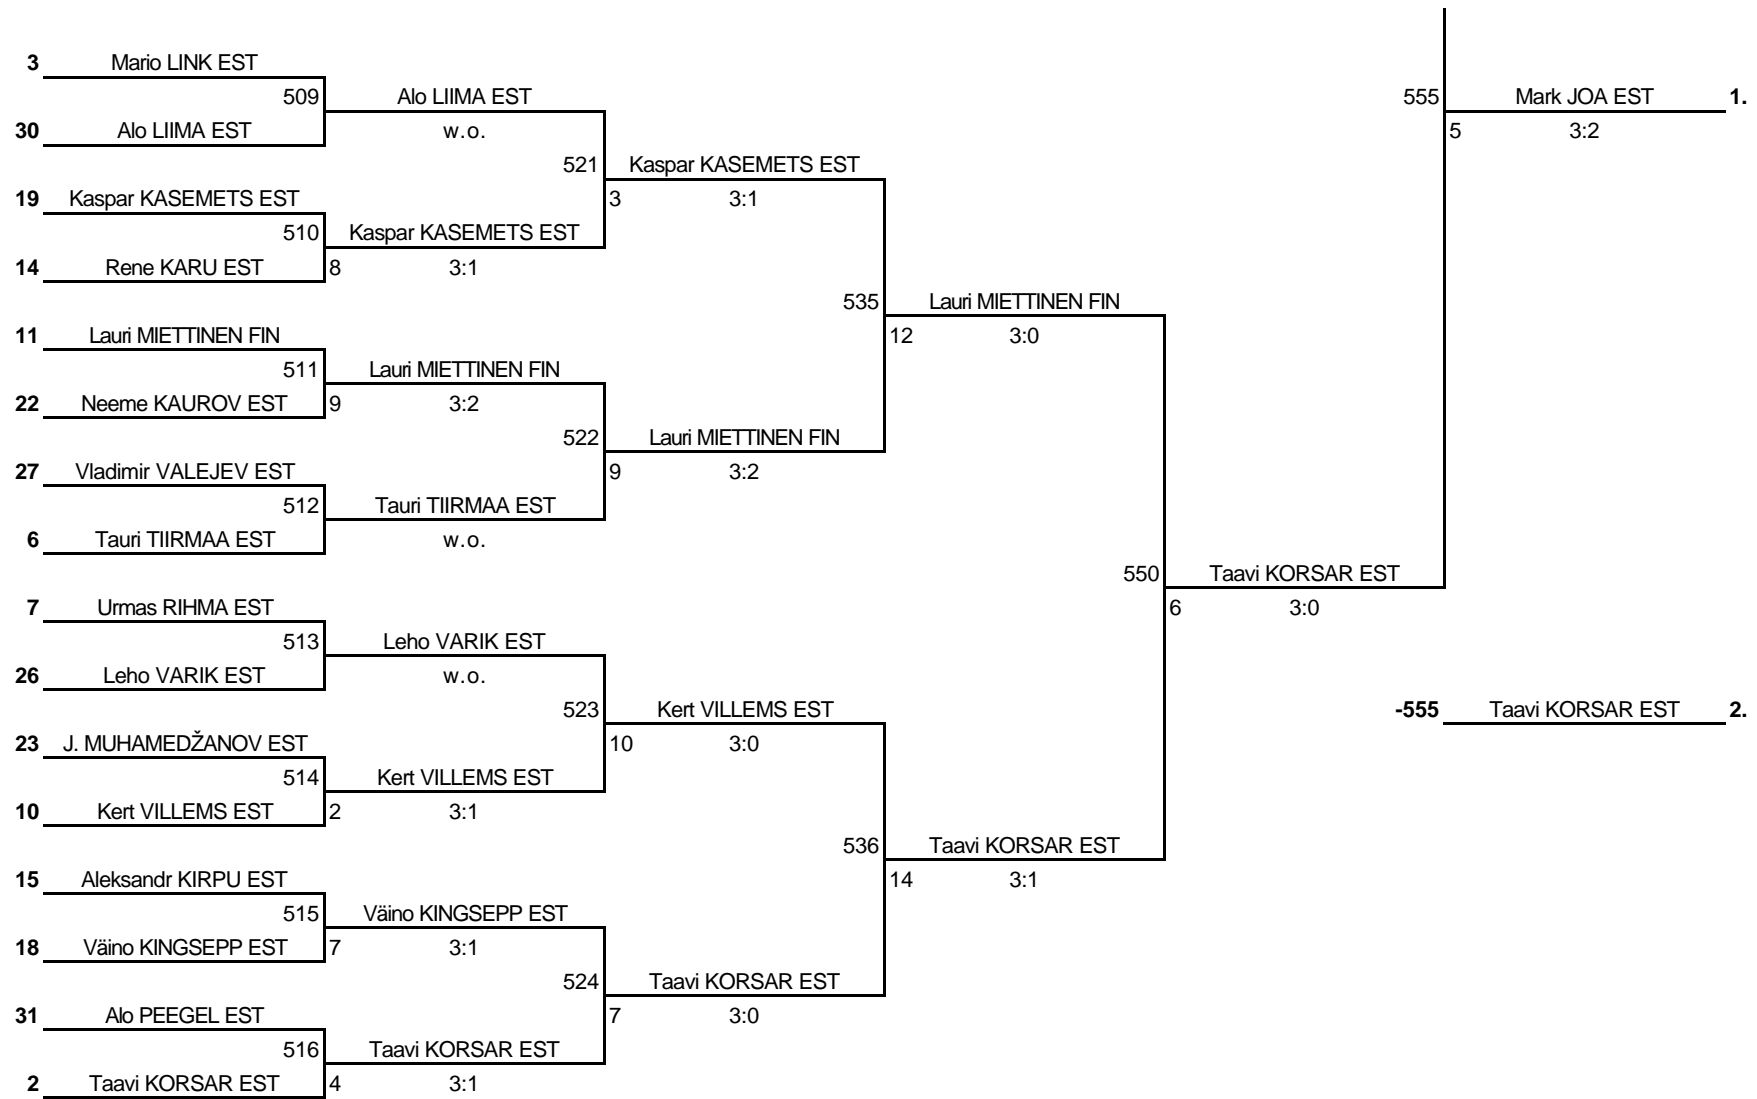 3 Mario LINK EST
509 Alo LIIMA EST 555 Mark JOA EST 1.
30 Alo LIIMA EST w.o. 5 3:2
521 Kaspar KASEMETS EST
19 Kaspar KASEMETS EST 3 3:1
510 Kaspar KASEMETS EST
14 Rene KARU EST 8 3:1
535 Lauri MIETTINEN FIN
11 Lauri MIETTINEN FIN 12 3:0
511 Lauri MIETTINEN FIN
22 Neeme KAUROV EST 9 3:2
522 Lauri MIETTINEN FIN
27 Vladimir VALEJEV EST 9 3:2
512 Tauri TIIRMAA EST
6 Tauri TIIRMAA EST w.o.
550 Taavi KORSAR EST
7 Urmas RIHMA EST 6 3:0
513 Leho VARIK EST
26 Leho VARIK EST w.o.
523 Kert VILLEMS EST -555 Taavi KORSAR EST 2.
23 J. MUHAMEDŽANOV EST 10 3:0
514 Kert VILLEMS EST
10 Kert VILLEMS EST 2 3:1
536 Taavi KORSAR EST
15 Aleksandr KIRPU EST 14 3:1
515 Väino KINGSEPP EST
18 Väino KINGSEPP EST 7 3:1
524 Taavi KORSAR EST
31 Alo PEEGEL EST 7 3:0
516 Taavi KORSAR EST
2 Taavi KORSAR EST 4 3:1